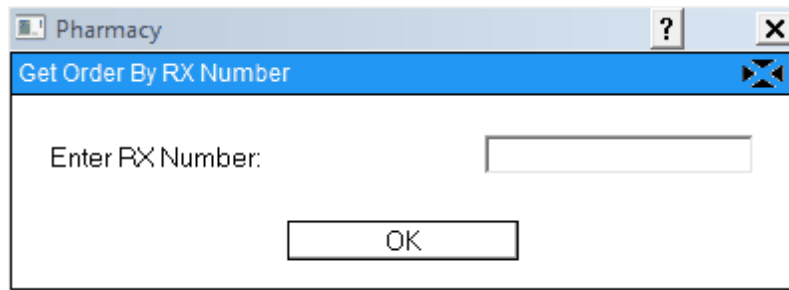 Pharmacy ?
Get Order By RX Number
Enter RX Number:
OK